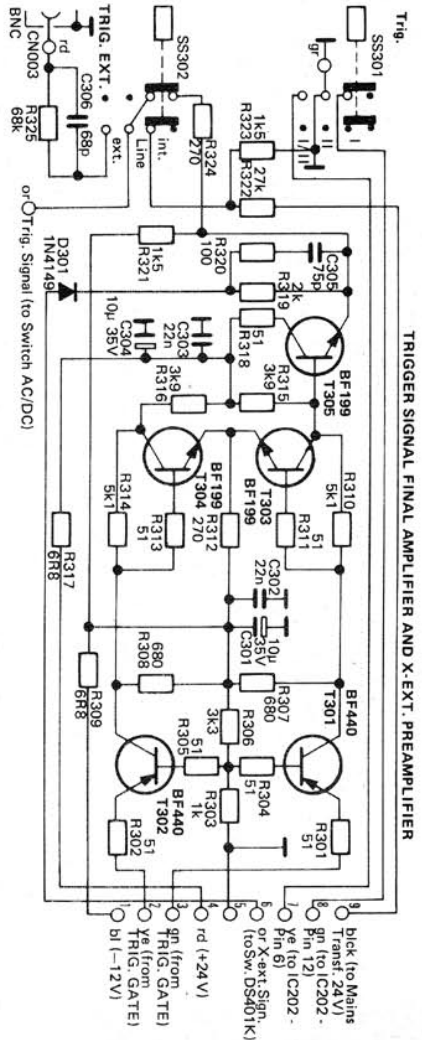 TRIGGER SIGNAL FINAL AMPLIFIER AND X-EXT. PREAMPLIFIER
Trig.
SS301
gr
I
II
I/II
SS302
int.
Line
ext.
TRIG. EXT.
rd
CN003
BNC
C306
68p
R325
68k
or
Trig. Signal (to Switch AC/DC)
R324
270
1k5
R323
27k
R322
C305
75p
R320
100
2k
R319
1k5
R321
D301
1N4149
51
R318
BF199
T305
C303
22n
C304
10µ 35V
R315
3k9
R316
3k9
T303
BF199
BF199
T304
R310
5k1
51
R311
R312
270
51
R313
R314
5k1
R317
6R8
C302
22n
10µ
35V
C301
R307
680
680
R308
R309
6R8
BF440
T301
R306
3k3
R304
51
51
R305
R303
1k
BF440
T302
R301
51
51
R302
9
blck (to Mains
Transf. 24V)
8
gn (to IC202 -
Pin 12)
7
ye (to IC202 -
Pin 6)
6
or X-ext. Sign.
(to Sw. DS401K)
5
4
rd (+24V)
3
gn (from
TRIG. GATE)
2
ye (from
TRIG. GATE)
1
bl (−12V)